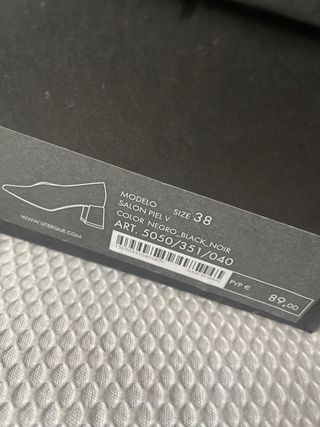 MODELO SIZE 38
SALON PIEL V
COLOR NEGRO_BLACK_NOIR
ART. 5050/351/040
WWW.UTERQUE.COM
PVP € 89,00